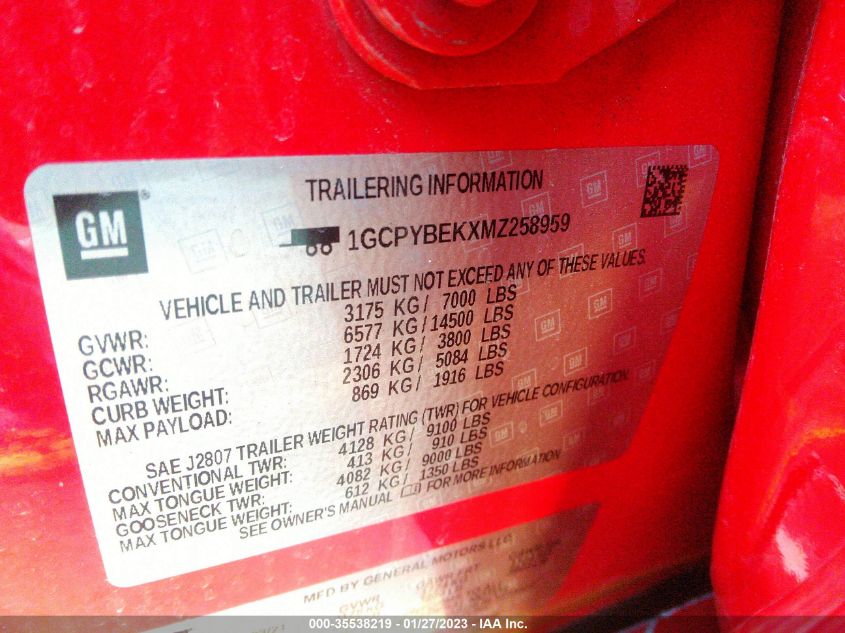 GM
TRAILERING INFORMATION
1GCPYBEKXMZ258959
VEHICLE AND TRAILER MUST NOT EXCEED ANY OF THESE VALUES.
GVWR: 3175 KG / 7000 LBS
GCWR: 6577 KG / 14500 LBS
RGAWR: 1724 KG / 3800 LBS
CURB WEIGHT: 2306 KG / 5084 LBS
MAX PAYLOAD: 869 KG / 1916 LBS
SAE J2807 TRAILER WEIGHT RATING (TWR) FOR VEHICLE CONFIGURATION.
CONVENTIONAL TWR: 4128 KG / 9100 LBS
MAX TONGUE WEIGHT: 413 KG / 910 LBS
GOOSENECK TWR: 4082 KG / 9000 LBS
MAX TONGUE WEIGHT: 612 KG / 1350 LBS
SEE OWNER'S MANUAL FOR MORE INFORMATION
MFD BY GENERAL MOTORS LLC
GVWR
000-35538219 - 01/27/2023 - IAA Inc.